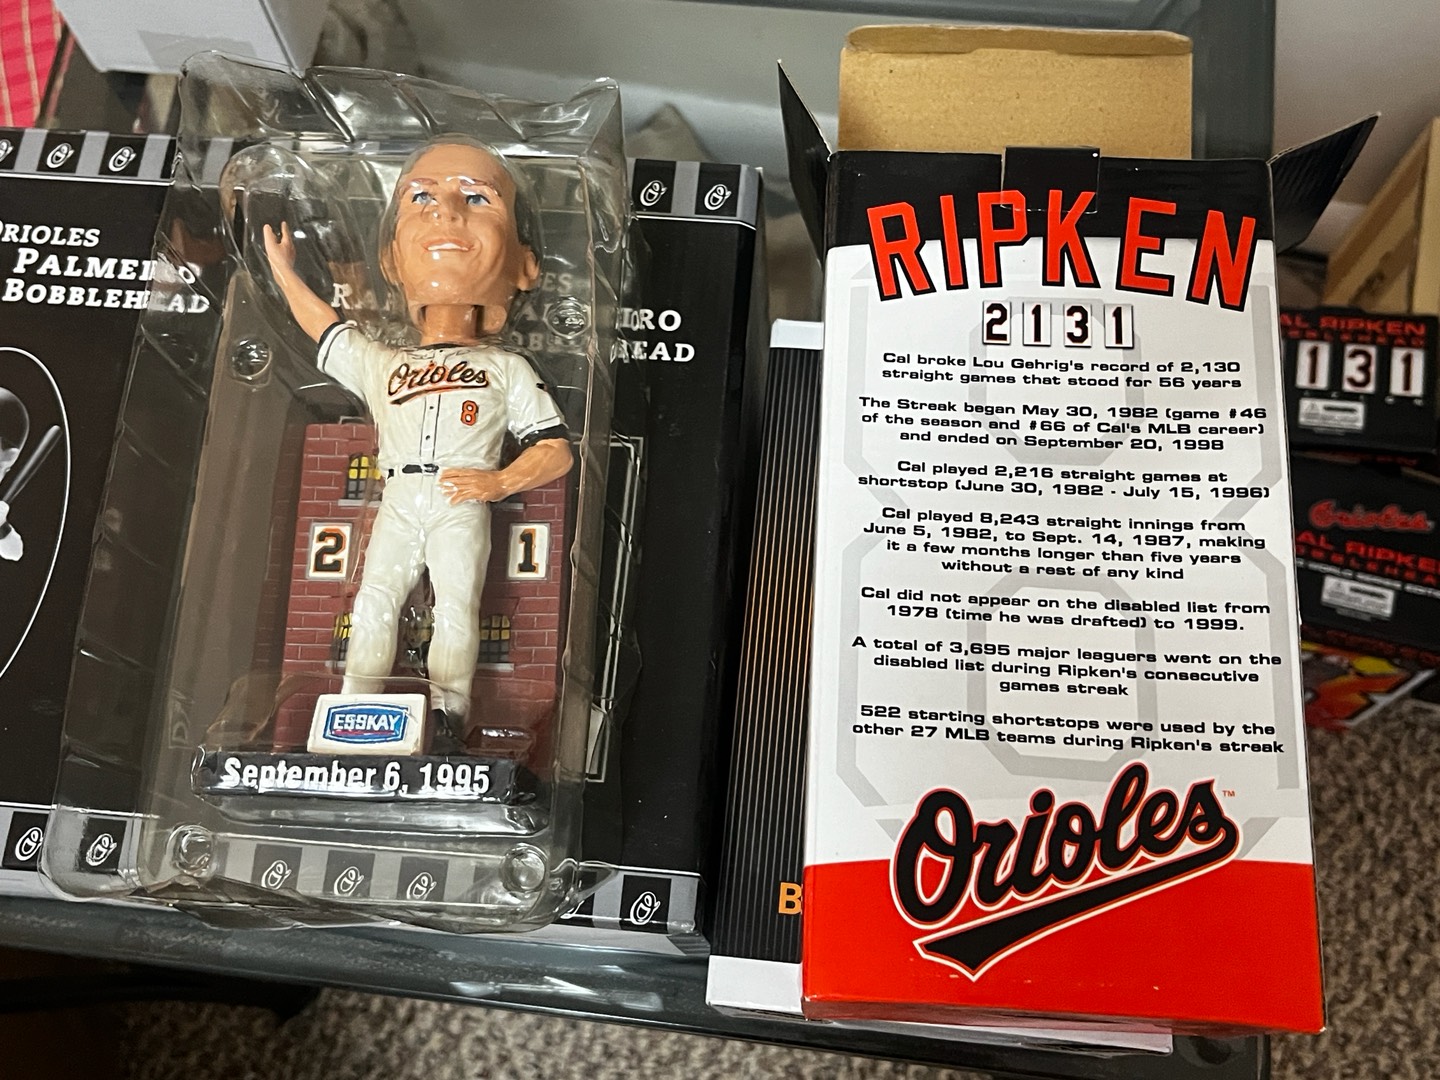 ORIOLES
PALMEIRO
BOBBLEHEAD
Orioles
8
2 1
ESSKAY
September 6, 1995
RIPKEN
2131
Cal broke Lou Gehrig's record of 2,130
straight games that stood for 56 years
The Streak began May 30, 1982 (game #46
of the season and #66 of Cal's MLB career)
and ended on September 20, 1998
Cal played 2,216 straight games at
shortstop (June 30, 1982 - July 15, 1996)
Cal played 8,243 straight innings from
June 5, 1982, to Sept. 14, 1987, making
it a few months longer than five years
without a rest of any kind
Cal did not appear on the disabled list from
1978 (time he was drafted) to 1999.
A total of 3,695 major leaguers went on the
disabled list during Ripken's consecutive
games streak
522 starting shortstops were used by the
other 27 MLB teams during Ripken's streak
Orioles™
B
AL RIPKEN
131
Orioles
AL RIPKE